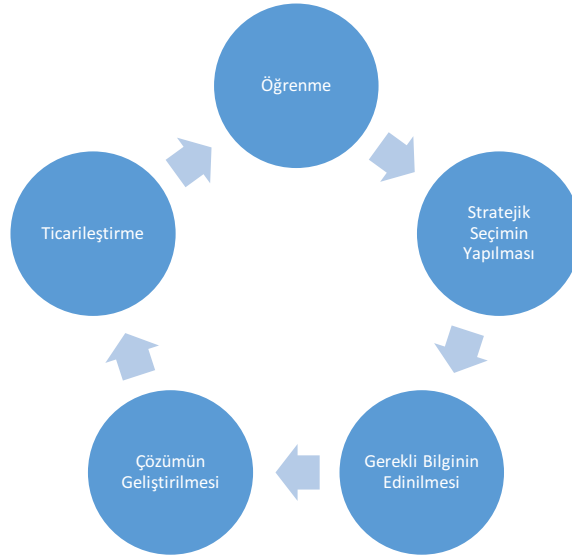 Öğrenme
Stratejik
Seçimin
Yapılması
Gerekli Bilginin
Edinilmesi
Çözümün
Geliştirilmesi
Ticarileştirme